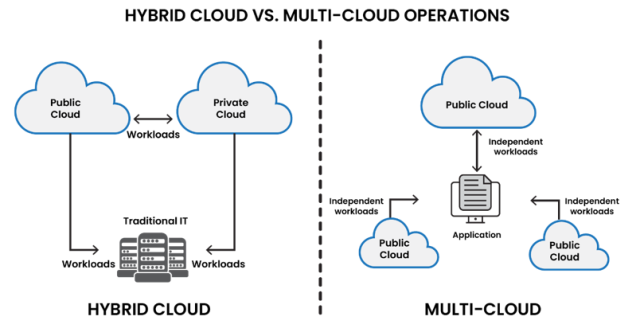 HYBRID CLOUD VS. MULTI-CLOUD OPERATIONS
Public
Cloud
Private
Cloud
Workloads
Traditional IT
Workloads
Workloads
HYBRID CLOUD
Public Cloud
Independent
workloads
Independent
workloads
Independent
workloads
Application
Public
Cloud
Public
Cloud
MULTI-CLOUD